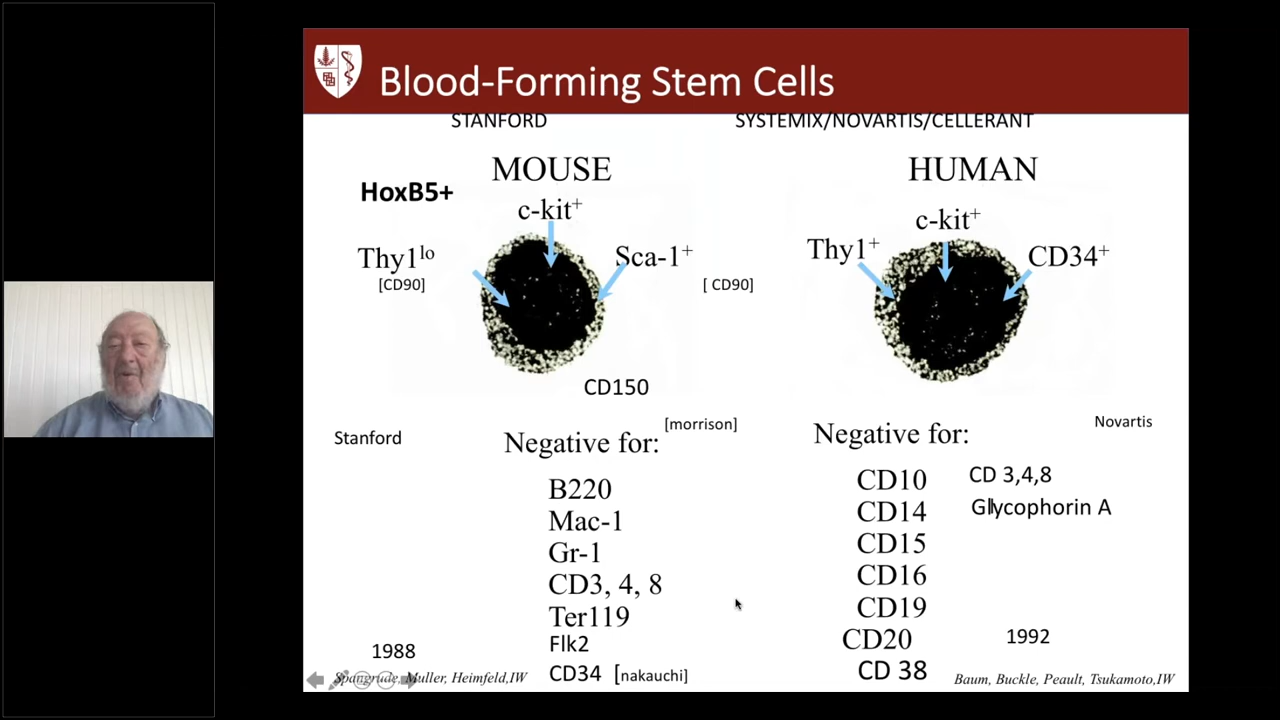 Blood-Forming Stem Cells
STANFORD
SYSTEMIX/NOVARTIS/CELLERANT
MOUSE
HoxB5+
c-kit+
Thy1lo
[CD90]
Sca-1+
CD150
[morrison]
Stanford
Negative for:
B220
Mac-1
Gr-1
CD3, 4, 8
Ter119
Flk2
CD34 [nakauchi]
1988
Spangrude, Muller, Heimfeld,IW
HUMAN
c-kit+
Thy1+
[ CD90]
CD34+
Novartis
Negative for:
CD10
CD14
CD15
CD16
CD19
CD20
CD 38
CD 3,4,8
Glycophorin A
1992
Baum, Buckle, Peault, Tsukamoto,IW